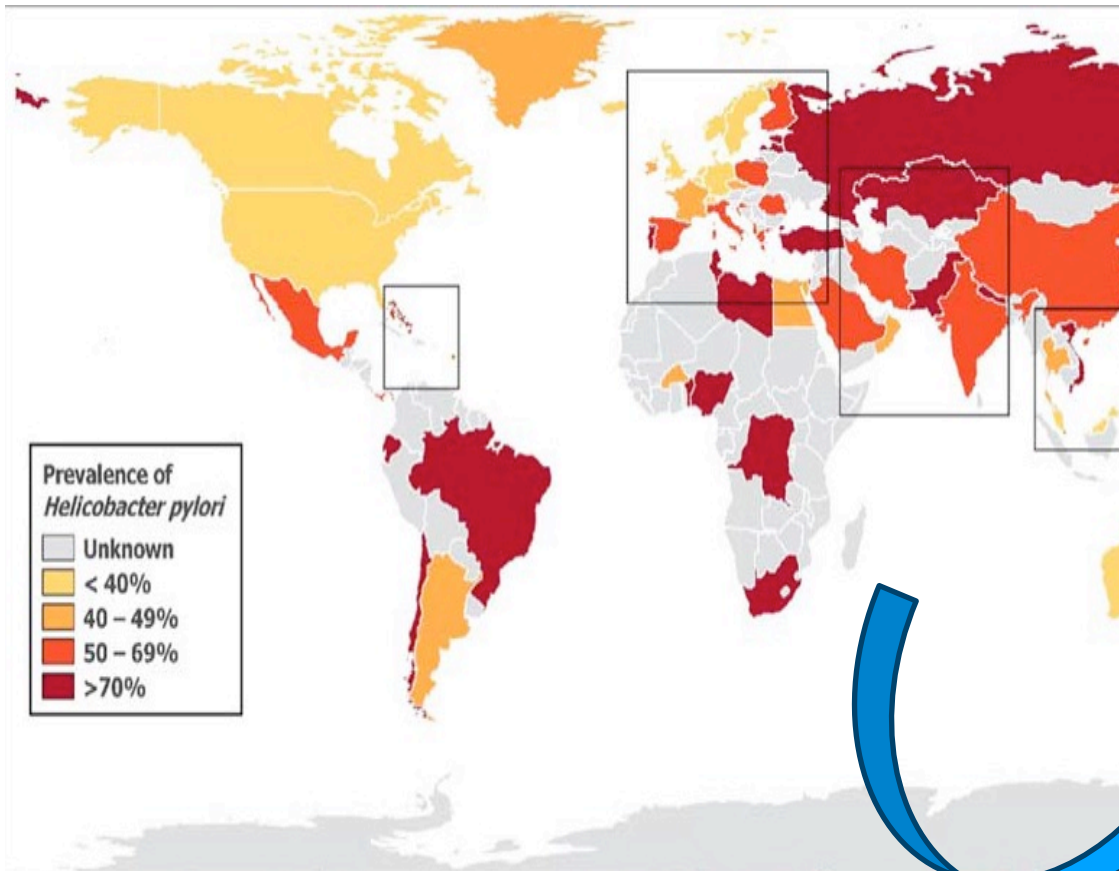 Prevalence of
Helicobacter pylori
Unknown
< 40%
40 – 49%
50 – 69%
>70%